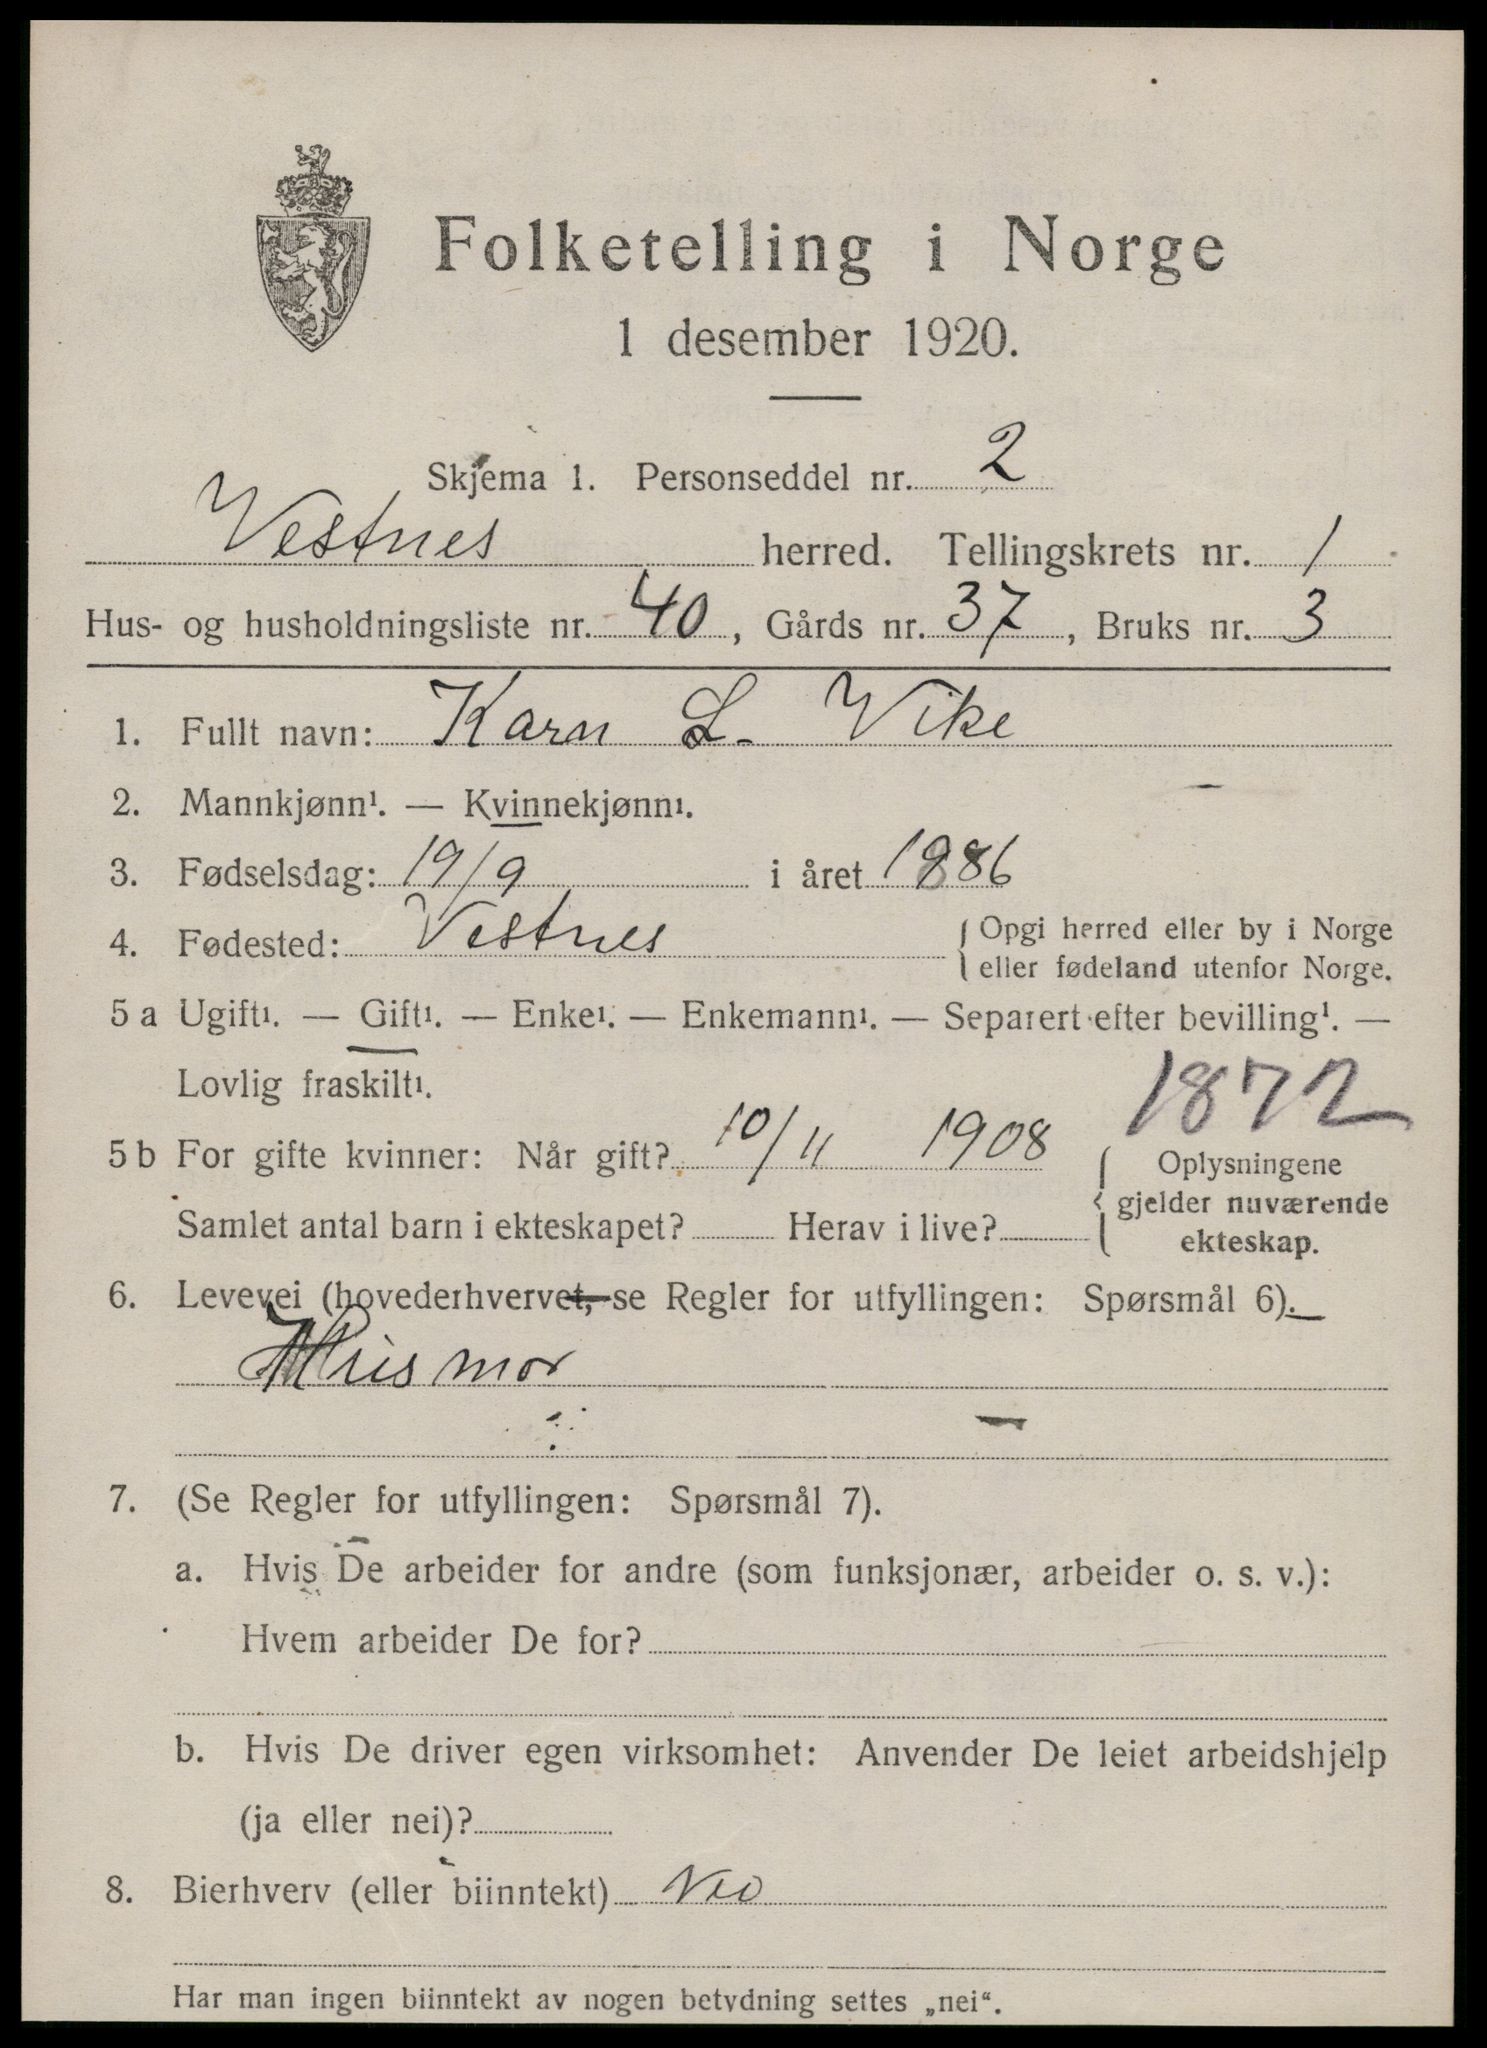 Folketelling i Norge
1 desember 1920.
Skjema 1. Personseddel nr. 2
Vestnes herred. Tellingskrets nr. 1
Hus- og husholdningsliste nr. 40, Gårds nr. 37, Bruks nr. 3
1. Fullt navn: Karn L. Vike
2. Mannkjønn¹. — Kvinnekjønn¹.
3. Fødselsdag: 19/9 i året 1886
4. Fødested: Vestnes { Opgi herred eller by i Norge
eller fødeland utenfor Norge.
5 a Ugift¹. — Gift¹. — Enke¹. — Enkemann¹. — Separert efter bevilling¹. —
Lovlig fraskilt¹.
1872
5 b For gifte kvinner: Når gift? 10/11 1908
Samlet antal barn i ekteskapet? Herav i live?
{ Oplysningene
gjelder nuværende
ekteskap.
6. Levevei (hovederhvervet, se Regler for utfyllingen: Spørsmål 6).
Husmor
7. (Se Regler for utfyllingen: Spørsmål 7).
a. Hvis De arbeider for andre (som funksjonær, arbeider o. s. v.):
Hvem arbeider De for?
b. Hvis De driver egen virksomhet: Anvender De leiet arbeidshjelp
(ja eller nei)?
8. Bierhverv (eller biinntekt) Nei
Har man ingen biinntekt av nogen betydning settes „nei“.